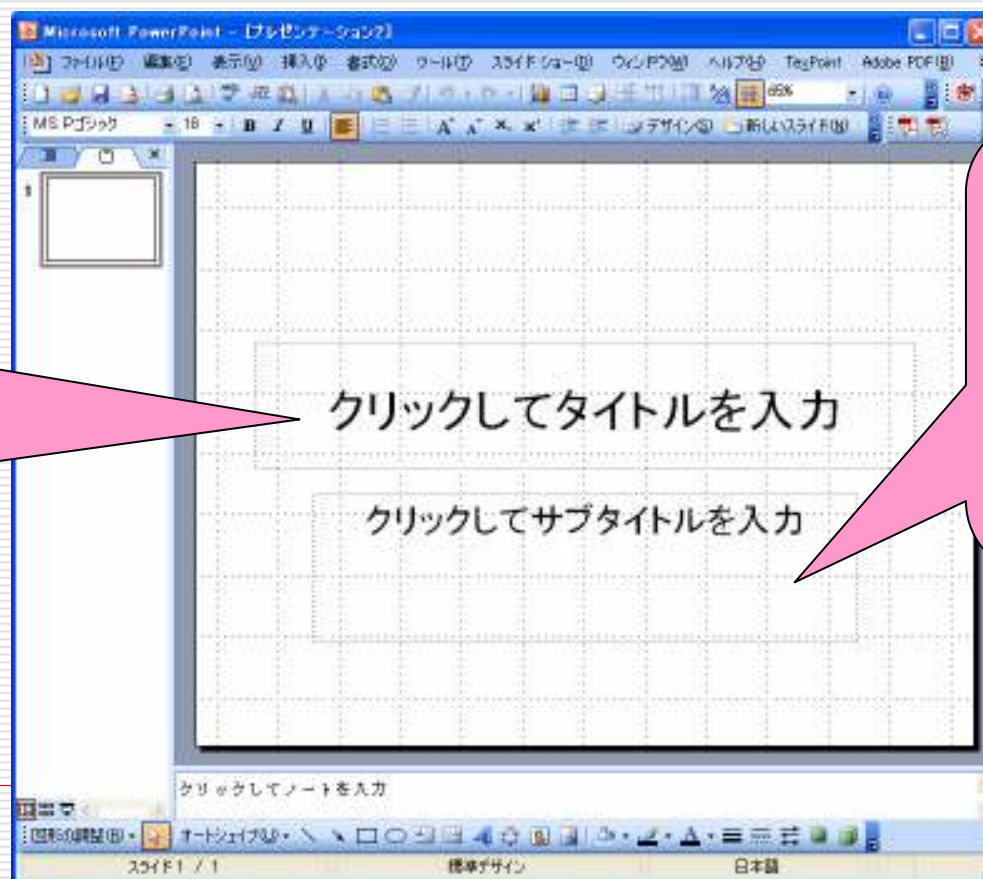 Microsoft PowerPoint - [プレゼンテーション2]
ファイル(F) 編集(E) 表示(V) 挿入(I) 書式(O) ツール(T) スライド ショー(D) ウィンドウ(W) ヘルプ(H) TexPoint Adobe PDF(B)
65%
MS Pゴシック 18 B I U デザイン(S) 新しいスライド(N)
1
クリックしてタイトルを入力
クリックしてサブタイトルを入力
クリックしてノートを入力
図形の調整(R) オートシェイプ(U)
スライド 1 / 1 標準デザイン 日本語